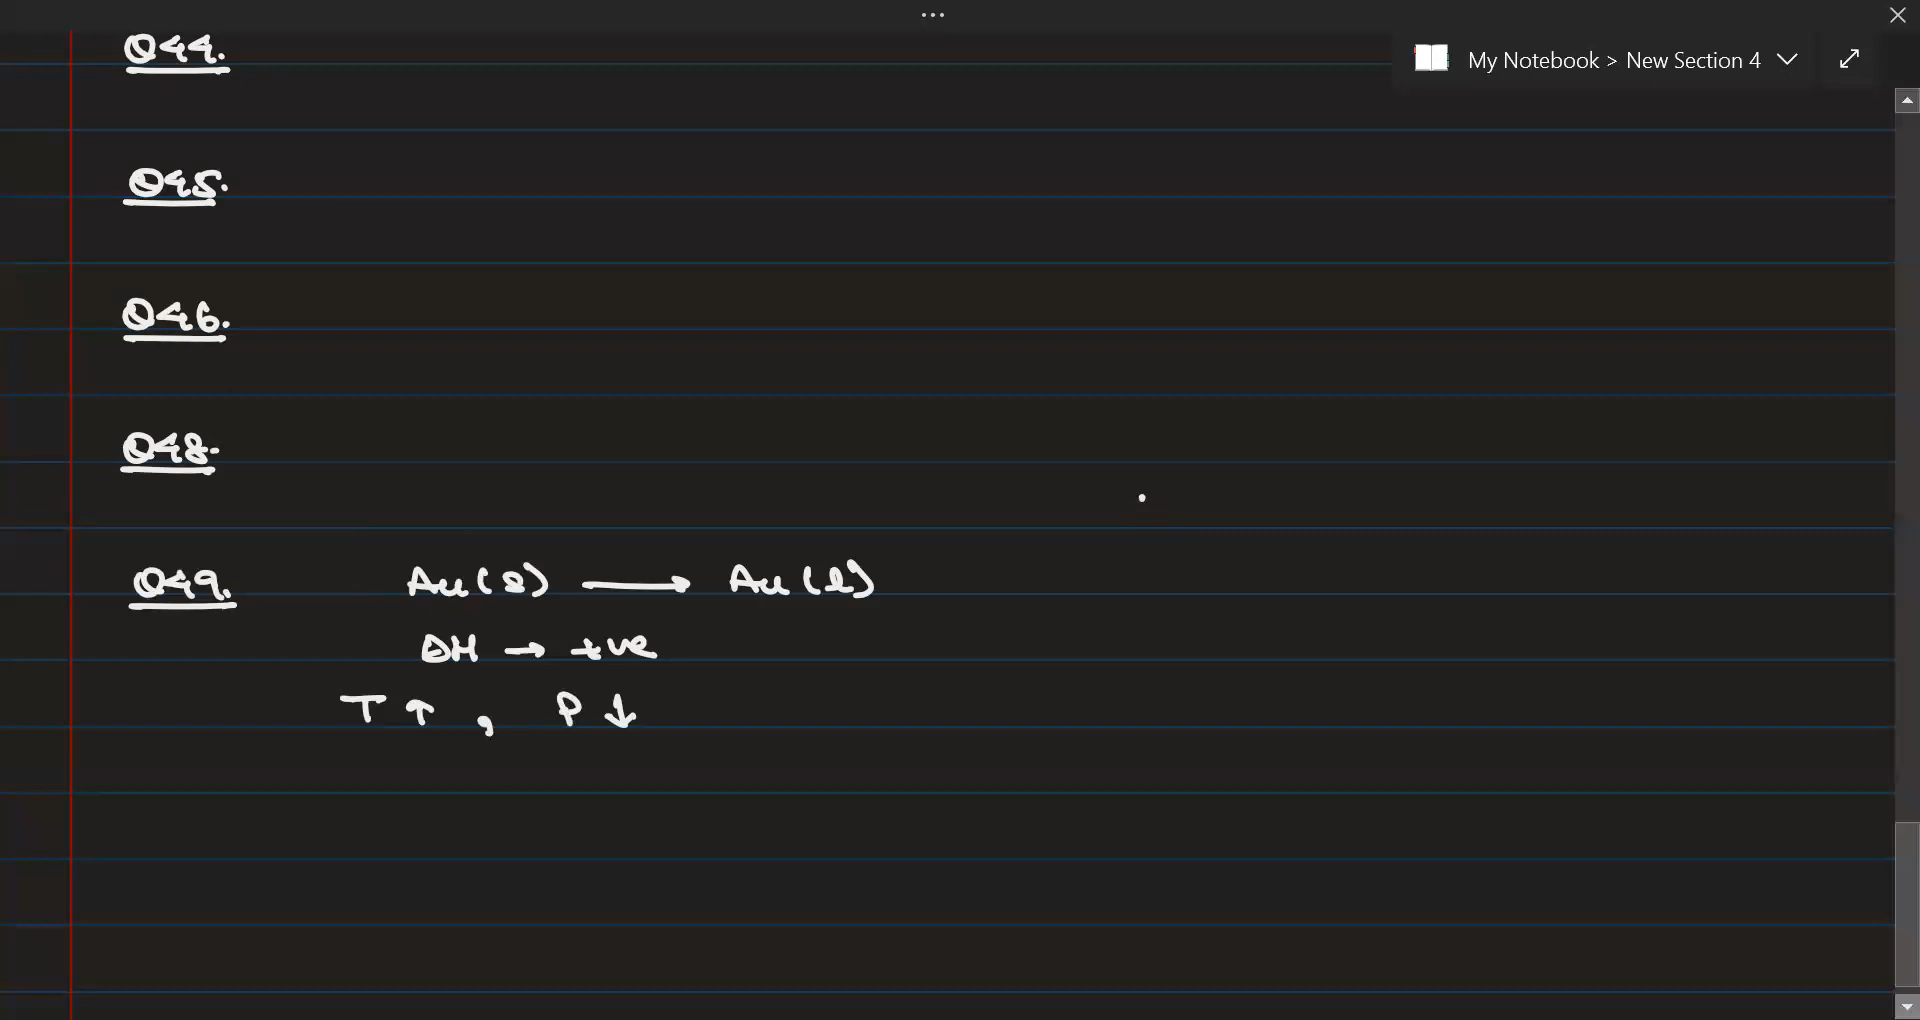 ...
Q44.
My Notebook > New Section 4
Q45.
Q46.
Q48.
Q49. Au(s) ⟶ Au(l)
ΔH → +ve
T ↑ , P ↓